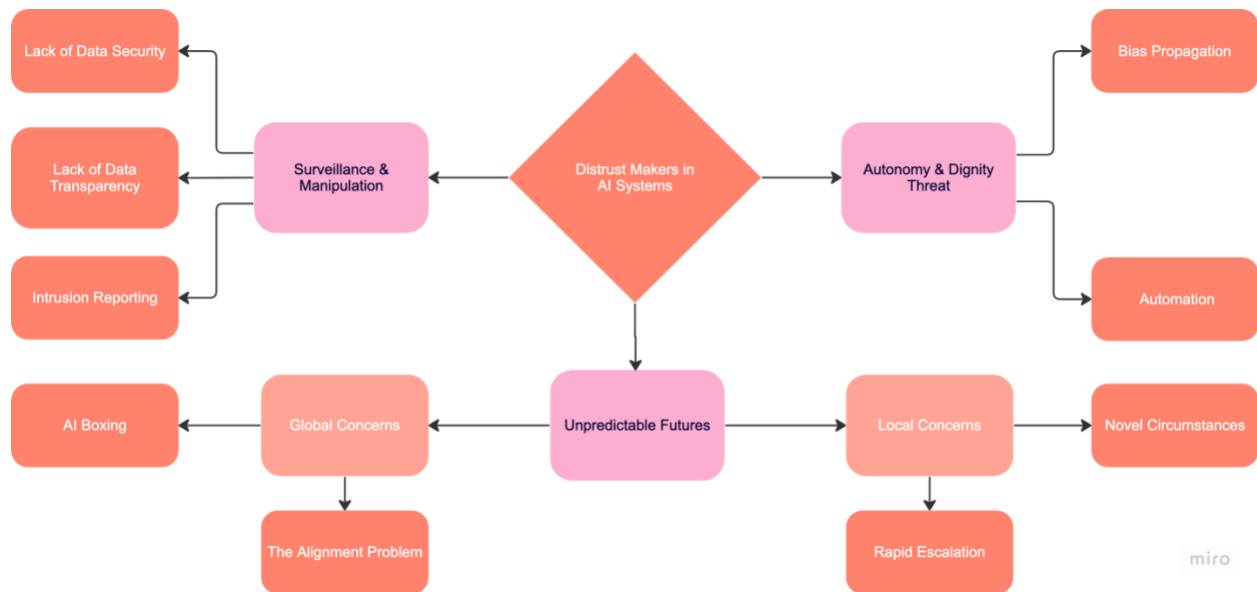 Lack of Data Security
Bias Propagation
Lack of Data
Transparency
Surveillance &
Manipulation
Distrust Makers in
AI Systems
Autonomy & Dignity
Threat
Intrusion Reporting
Automation
AI Boxing
Global Concerns
Unpredictable Futures
Local Concerns
Novel Circumstances
The Alignment Problem
Rapid Escalation
miro